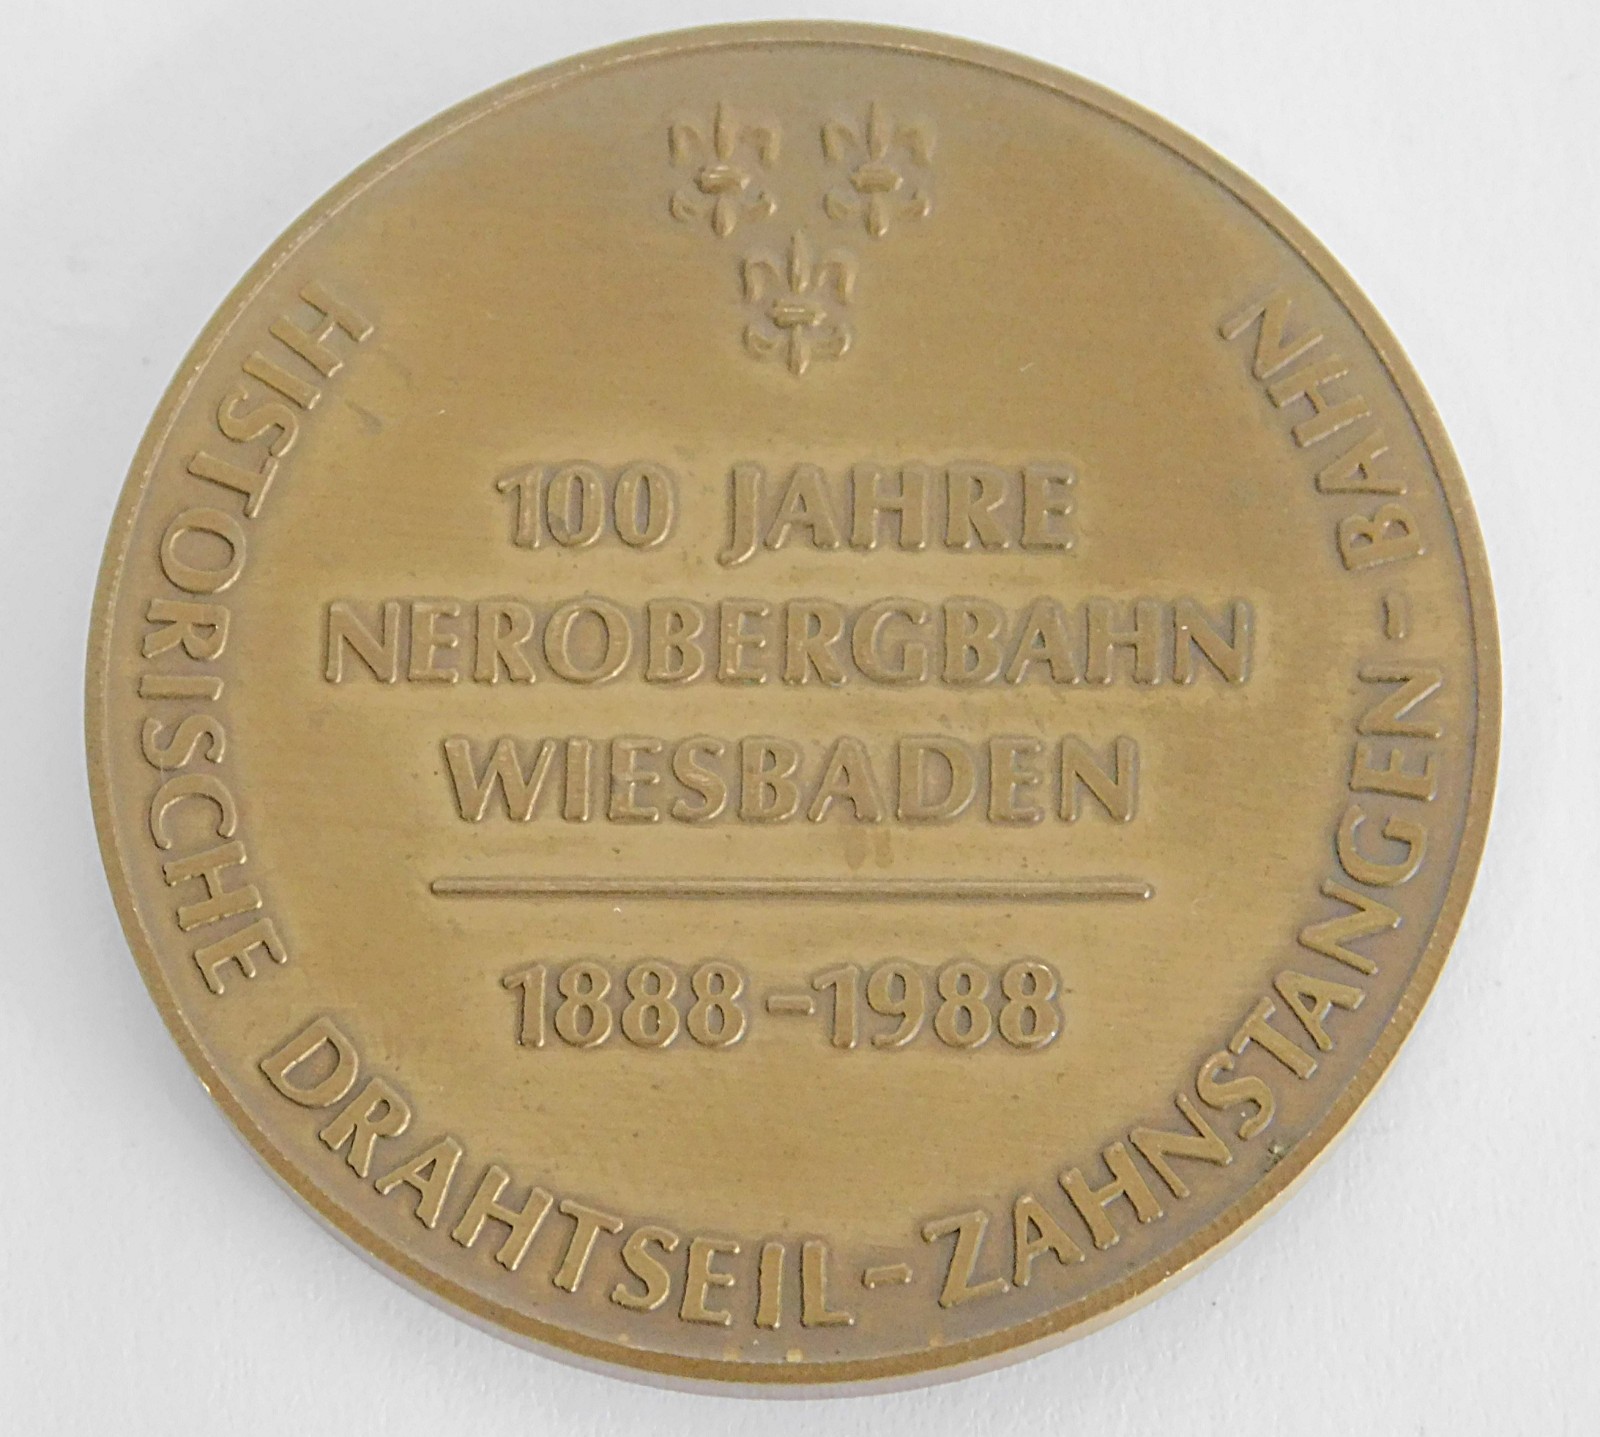 100 JAHRE
NEROBERGBAHN
WIESBADEN
1888-1988
HISTORISCHE DRAHTSEIL-ZAHNSTANGEN-BAHN